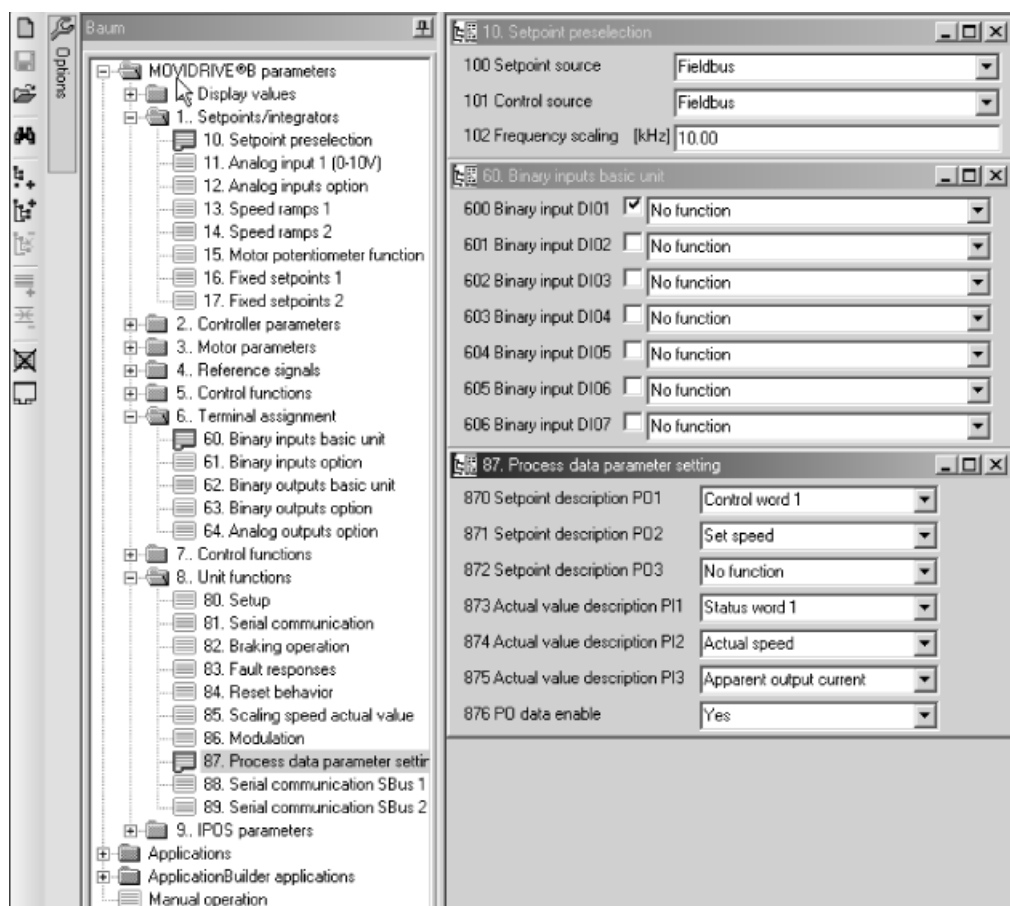 Options
Baum
MOVIDRIVE®B parameters
Display values
1.. Setpoints/integrators
10. Setpoint preselection
11. Analog input 1 (0-10V)
12. Analog inputs option
13. Speed ramps 1
14. Speed ramps 2
15. Motor potentiometer function
16. Fixed setpoints 1
17. Fixed setpoints 2
2.. Controller parameters
3.. Motor parameters
4.. Reference signals
5.. Control functions
6.. Terminal assignment
60. Binary inputs basic unit
61. Binary inputs option
62. Binary outputs basic unit
63. Binary outputs option
64. Analog outputs option
7.. Control functions
8.. Unit functions
80. Setup
81. Serial communication
82. Braking operation
83. Fault responses
84. Reset behavior
85. Scaling speed actual value
86. Modulation
87. Process data parameter settin
88. Serial communication SBus 1
89. Serial communication SBus 2
9.. IPOS parameters
Applications
ApplicationBuilder applications
Manual operation
10. Setpoint preselection
100 Setpoint source Fieldbus
101 Control source Fieldbus
102 Frequency scaling [kHz] 10.00
60. Binary inputs basic unit
600 Binary input DI01 No function
601 Binary input DI02 No function
602 Binary input DI03 No function
603 Binary input DI04 No function
604 Binary input DI05 No function
605 Binary input DI06 No function
606 Binary input DI07 No function
87. Process data parameter setting
870 Setpoint description PO1 Control word 1
871 Setpoint description PO2 Set speed
872 Setpoint description PO3 No function
873 Actual value description PI1 Status word 1
874 Actual value description PI2 Actual speed
875 Actual value description PI3 Apparent output current
876 PO data enable Yes